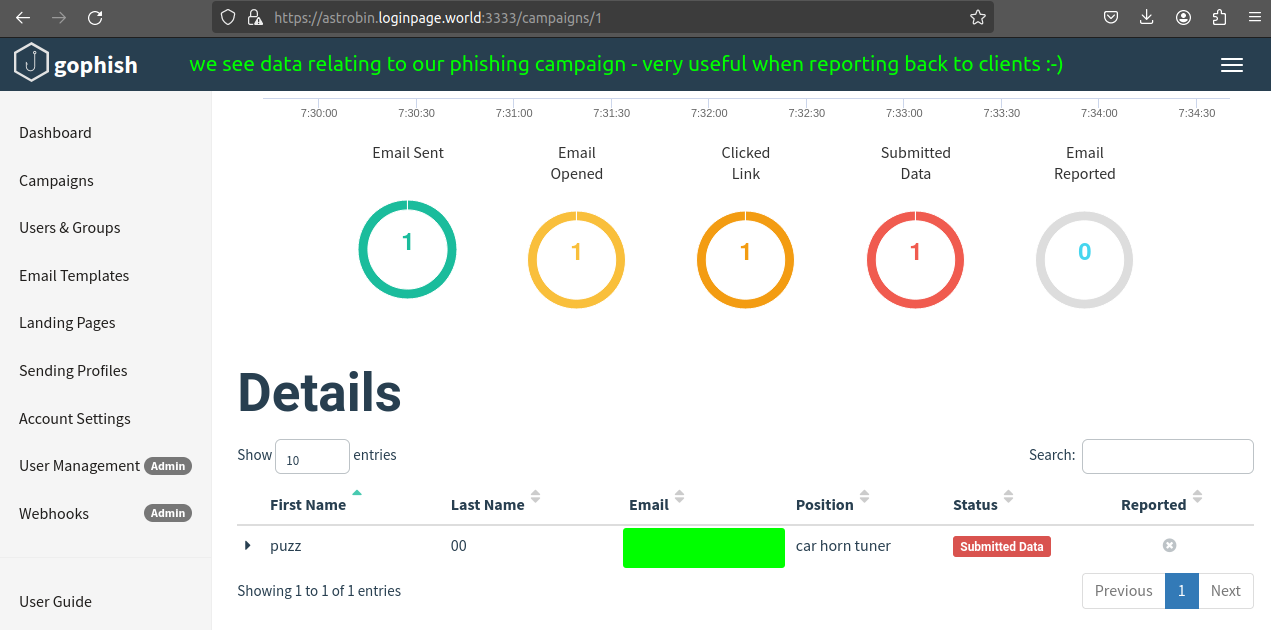 https://astrobin.loginpage.world:3333/campaigns/1
gophish we see data relating to our phishing campaign - very useful when reporting back to clients :-)
Dashboard
Campaigns
Users & Groups
Email Templates
Landing Pages
Sending Profiles
Account Settings
User Management Admin
Webhooks Admin
User Guide
7:30:00 7:30:30 7:31:00 7:31:30 7:32:00 7:32:30 7:33:00 7:33:30 7:34:00 7:34:30
Email Sent
1
Email
Opened
1
Clicked
Link
1
Submitted
Data
1
Email
Reported
0
Details
Show 10 entries Search:
First Name Last Name Email Position Status Reported
puzz 00 car horn tuner Submitted Data
Showing 1 to 1 of 1 entries Previous 1 Next